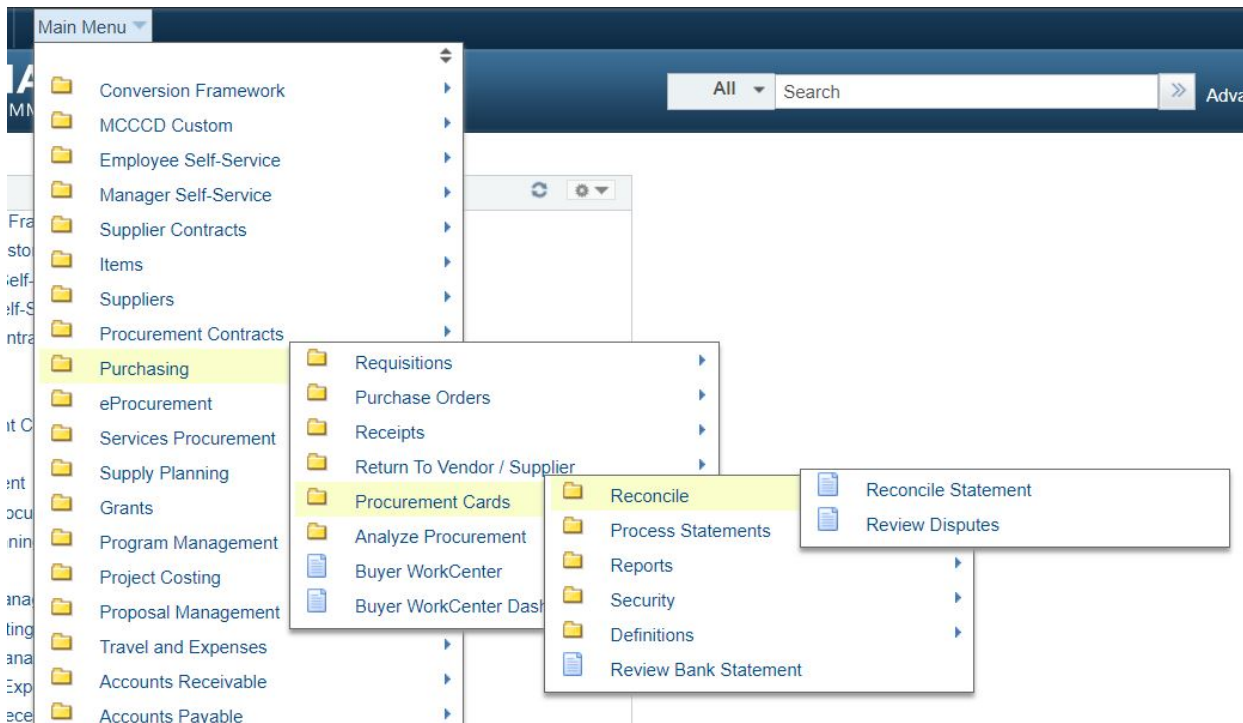 Main Menu
All
Search
Conversion Framework
MCCCD Custom
Employee Self-Service
Manager Self-Service
Supplier Contracts
Items
Suppliers
Procurement Contracts
Purchasing
eProcurement
Services Procurement
Supply Planning
Grants
Program Management
Project Costing
Proposal Management
Travel and Expenses
Accounts Receivable
Accounts Payable
Requisitions
Purchase Orders
Receipts
Return To Vendor / Supplier
Procurement Cards
Analyze Procurement
Buyer WorkCenter
Buyer WorkCenter Dash
Reconcile
Process Statements
Reports
Security
Definitions
Review Bank Statement
Reconcile Statement
Review Disputes